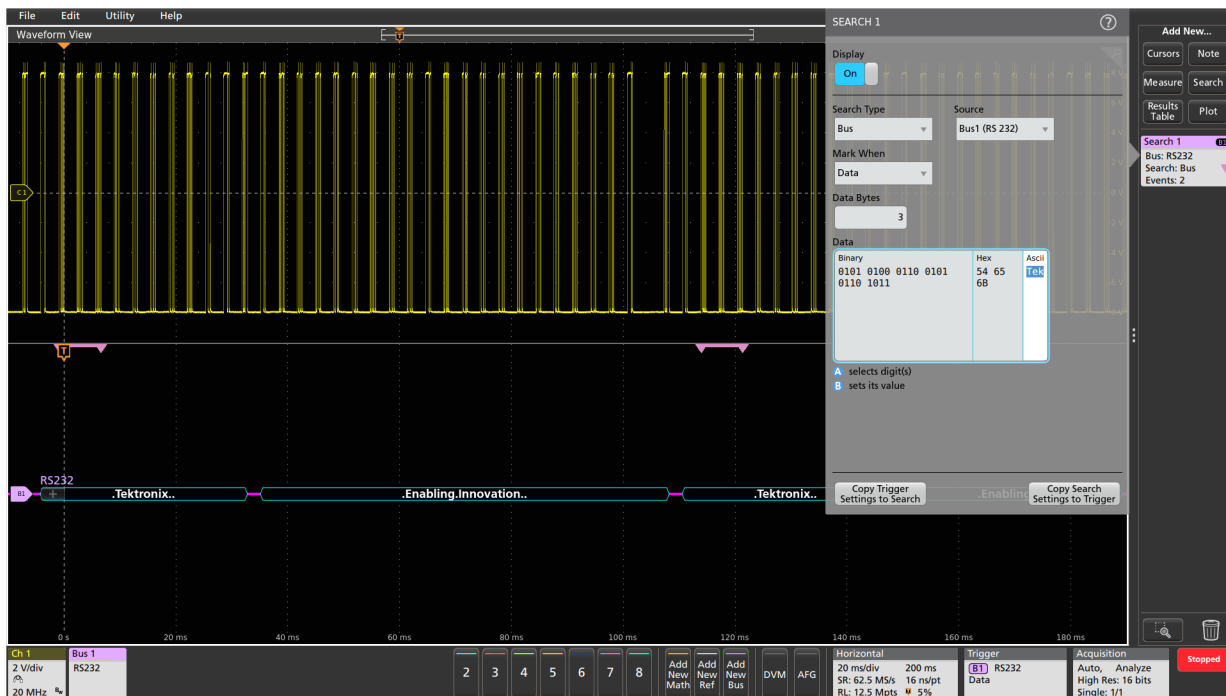 File Edit Utility Help
Waveform View
SEARCH 1
?
Display
On
Search Type Source
Bus Bus1 (RS 232)
Mark When
Data
Data Bytes
3
Data
Binary Hex Ascii
0101 0100 0110 0101 54 65 Tek
0110 1011 6B
A selects digit(s)
B sets its value
Copy Trigger
Settings to Search
Copy Search
Settings to Trigger
Add New...
Cursors Note
Measure Search
Results
Table
Plot
Search 1 B1
Bus: RS232
Search: Bus
Events: 2
T
C1
2 V
0 V
T
RS232
B1 .Tektronix.. .Enabling.Innovation.. .Tektronix.. .Enabling
0 s 20 ms 40 ms 60 ms 80 ms 100 ms 120 ms 140 ms 160 ms 180 ms
Ch 1
2 V/div
20 MHz BW
Bus 1
RS232
2 3 4 5 6 7 8
Add
New
Math
Add
New
Ref
Add
New
Bus
DVM
AFG
Horizontal
20 ms/div 200 ms
SR: 62.5 MS/s 16 ns/pt
RL: 12.5 Mpts 5%
Trigger
B1 RS232
Data
Acquisition
Auto, Analyze
High Res: 16 bits
Single: 1/1
Stopped